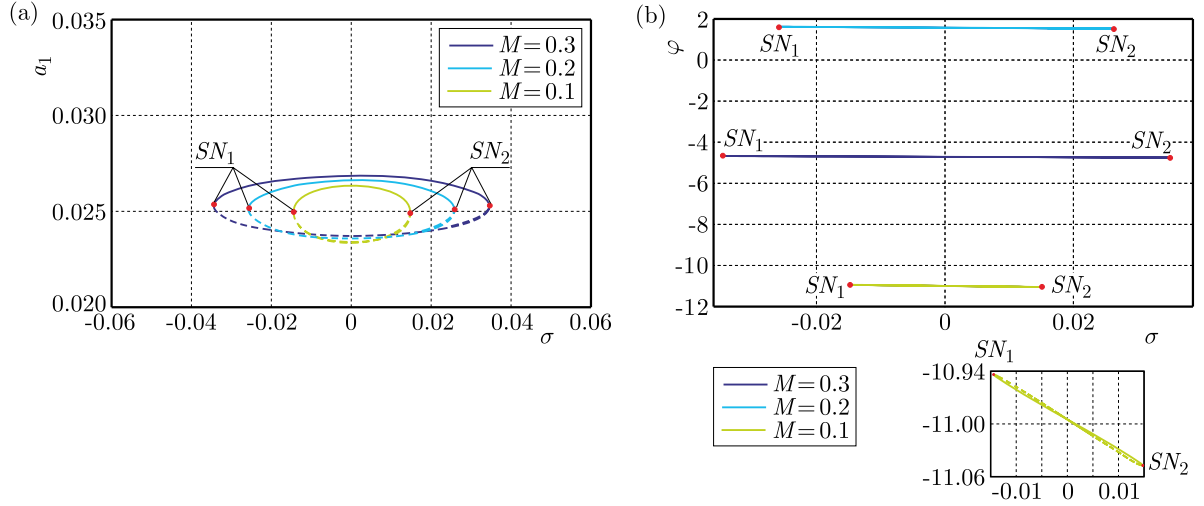 (a)
0.035
0.030
0.025
0.020
a1
M=0.3
M=0.2
M=0.1
SN1
SN2
-0.06
-0.04
-0.02
0
0.02
0.04
0.06
σ
(b)
2
0
-2
-4
-6
-8
-10
-12
φ
SN1
SN2
SN1
SN2
SN1
SN2
-0.02
0
0.02
σ
M=0.3
M=0.2
M=0.1
SN1
-10.94
-11.00
-11.06
SN2
-0.01
0
0.01